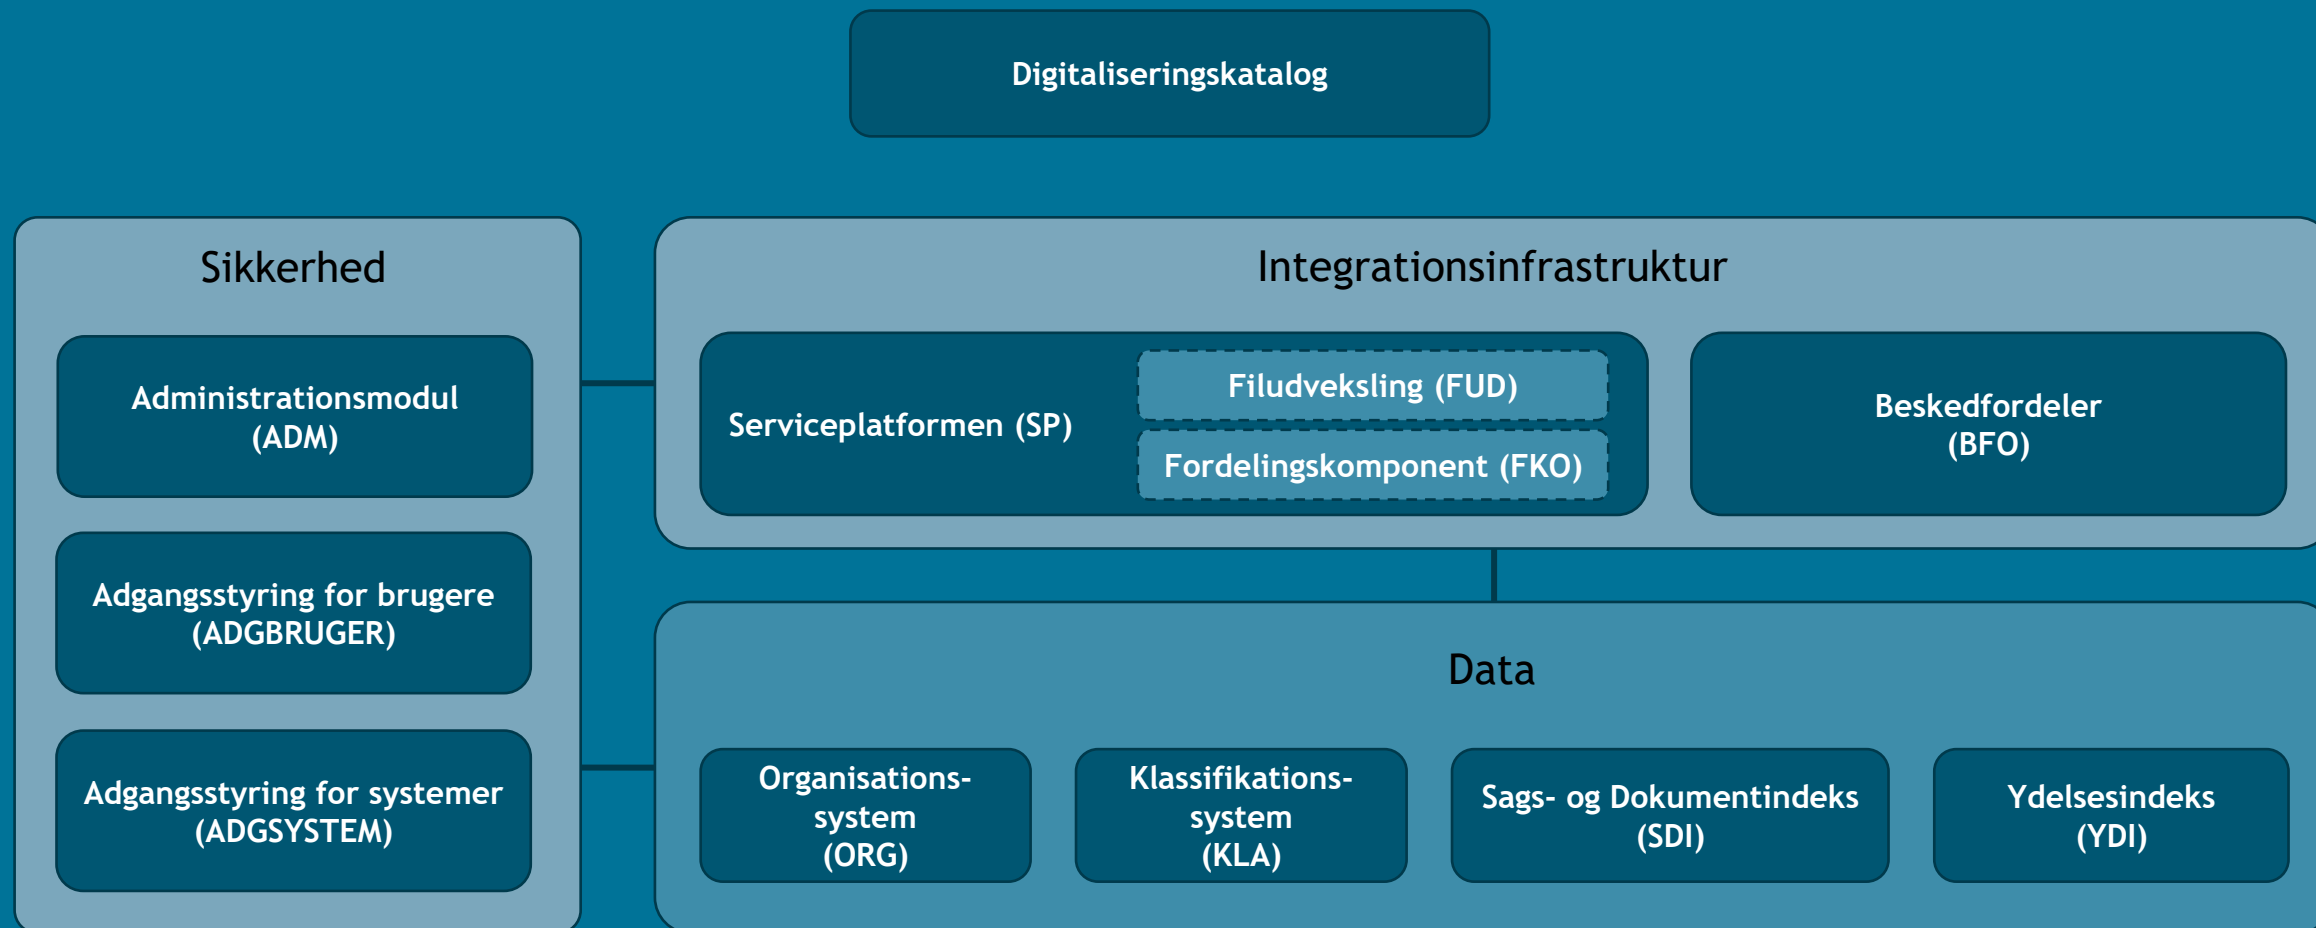 Digitaliseringskatalog
Sikkerhed
Administrationsmodul
(ADM)
Adgangsstyring for brugere
(ADGBRUGER)
Adgangsstyring for systemer
(ADGSYSTEM)
Integrationsinfrastruktur
Serviceplatformen (SP)
Filudveksling (FUD)
Fordelingskomponent (FKO)
Beskedfordeler
(BFO)
Data
Organisations-
system
(ORG)
Klassifikations-
system
(KLA)
Sags- og Dokumentindeks
(SDI)
Ydelsesindeks
(YDI)